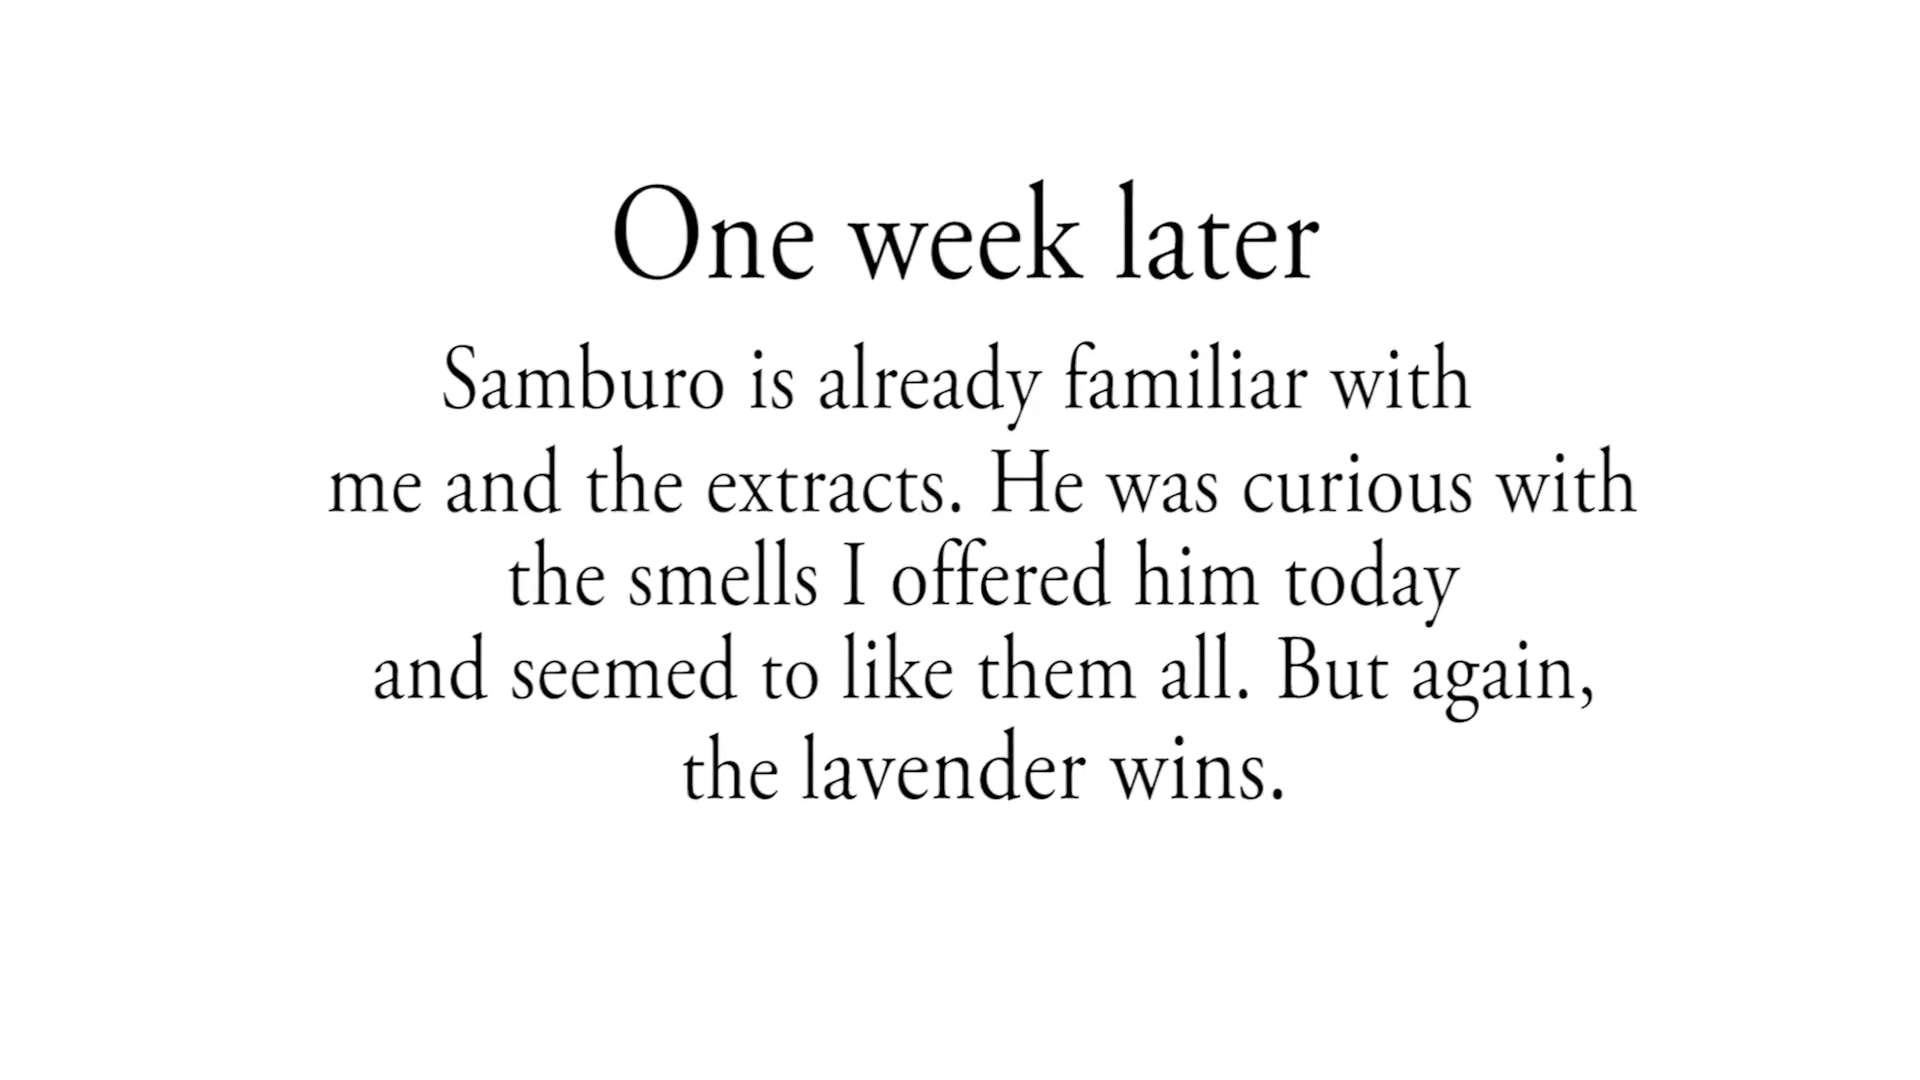 One week later
Samburo is already familiar with
me and the extracts. He was curious with
the smells I offered him today
and seemed to like them all. But again,
the lavender wins.